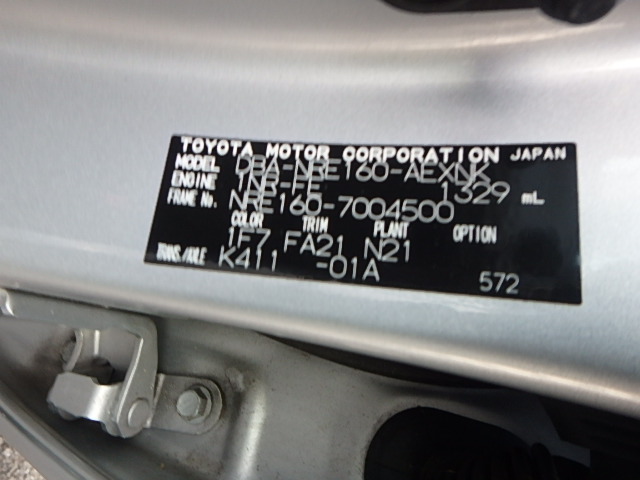 TOYOTA MOTOR CORPORATION JAPAN
MODEL DBA-NRE160-AEXNK
ENGINE 1NR-FE 1329 mL
FRAME No. NRE160-7004500
COLOR TRIM PLANT OPTION
1F7 FA21 N21
TRANS./AXLE K411 -01A
572